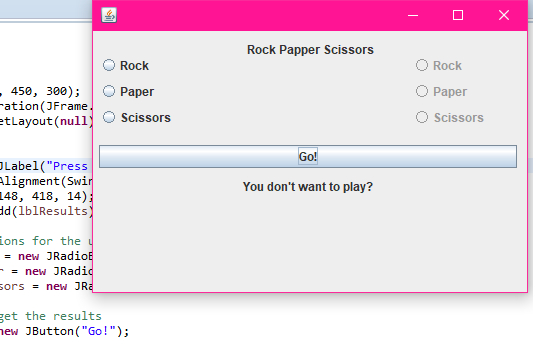 Rock Papper Scissors
Rock Rock
Paper Paper
Scissors Scissors
Go!
You don't want to play?
, 450, 300);
ration(JFrame.
etLayout(null)
JLabel("Press
Alignment(Swin
148, 418, 14);
dd(lblResults)
ions for the u
= new JRadioB
r = new JRadio
sors = new JRa
get the results
new JButton("Go!");